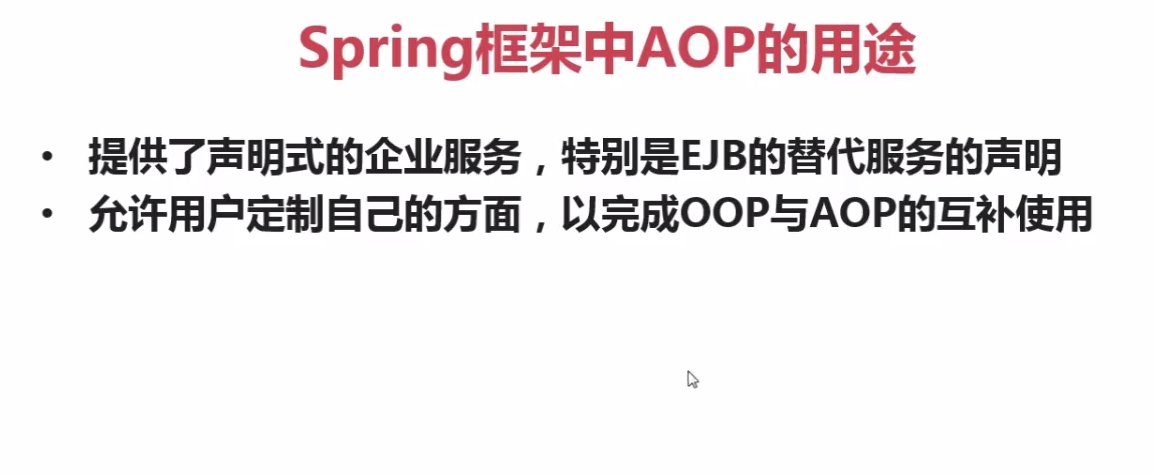 Spring框架中AOP的用途
• 提供了声明式的企业服务，特别是EJB的替代服务的声明
• 允许用户定制自己的方面，以完成OOP与AOP的互补使用